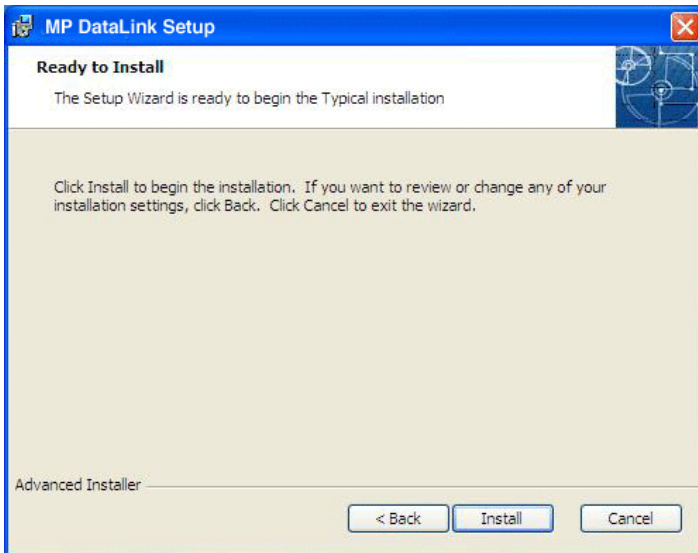 MP DataLink Setup
Ready to Install
The Setup Wizard is ready to begin the Typical installation
Click Install to begin the installation. If you want to review or change any of your
installation settings, click Back. Click Cancel to exit the wizard.
Advanced Installer
< Back
Install
Cancel